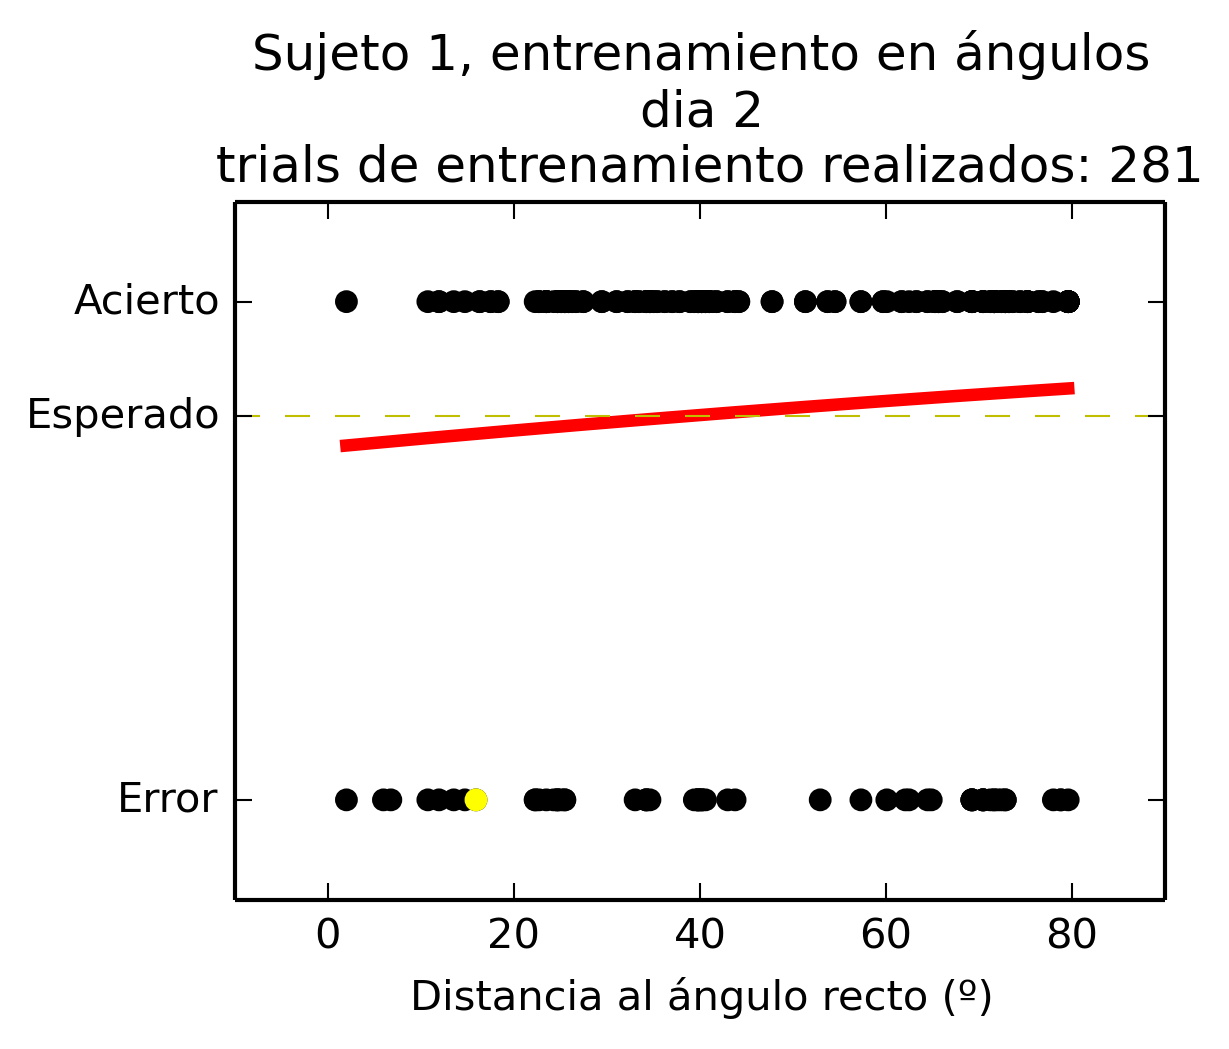 Sujeto 1, entrenamiento en ángulos
dia 2
trials de entrenamiento realizados: 281
Acierto
Esperado
Error
0 20 40 60 80
Distancia al ángulo recto (º)